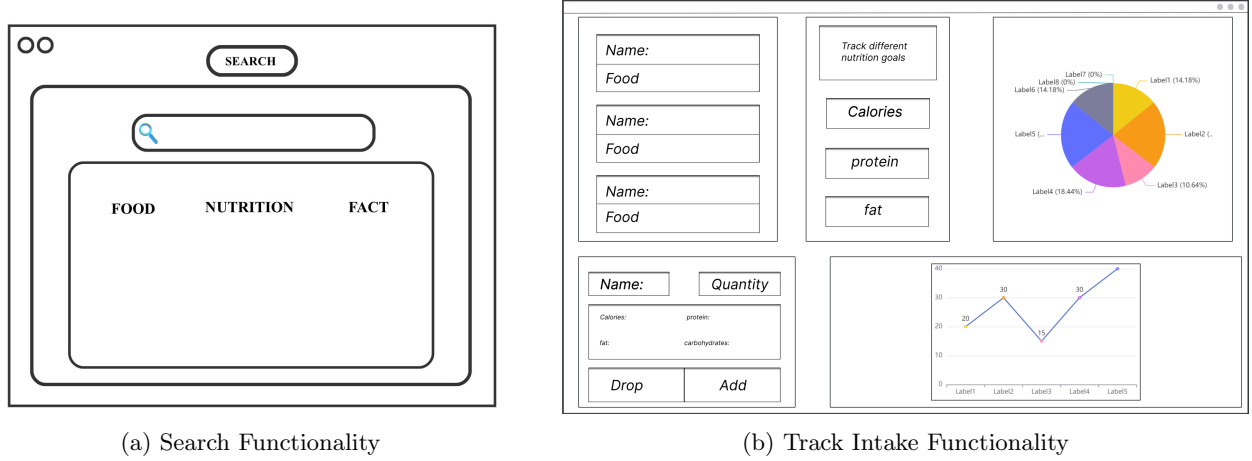 SEARCH
FOOD NUTRITION FACT
(a) Search Functionality
Name:
Food
Name:
Food
Name:
Food
Track different
nutrition goals
Calories
protein
fat
Label7 (0%)
Label8 (0%)
Label6 (14.18%)
Label1 (14.18%)
Label5 (...
Label2 (..
Label4 (18.44%)
Label3 (10.64%)
Name: Quantity
Calories: protein:
fat: carbohydrates:
Drop Add
40
30
20
10
0
20
30
15
30
Label1 Label2 Label3 Label4 Label5
(b) Track Intake Functionality